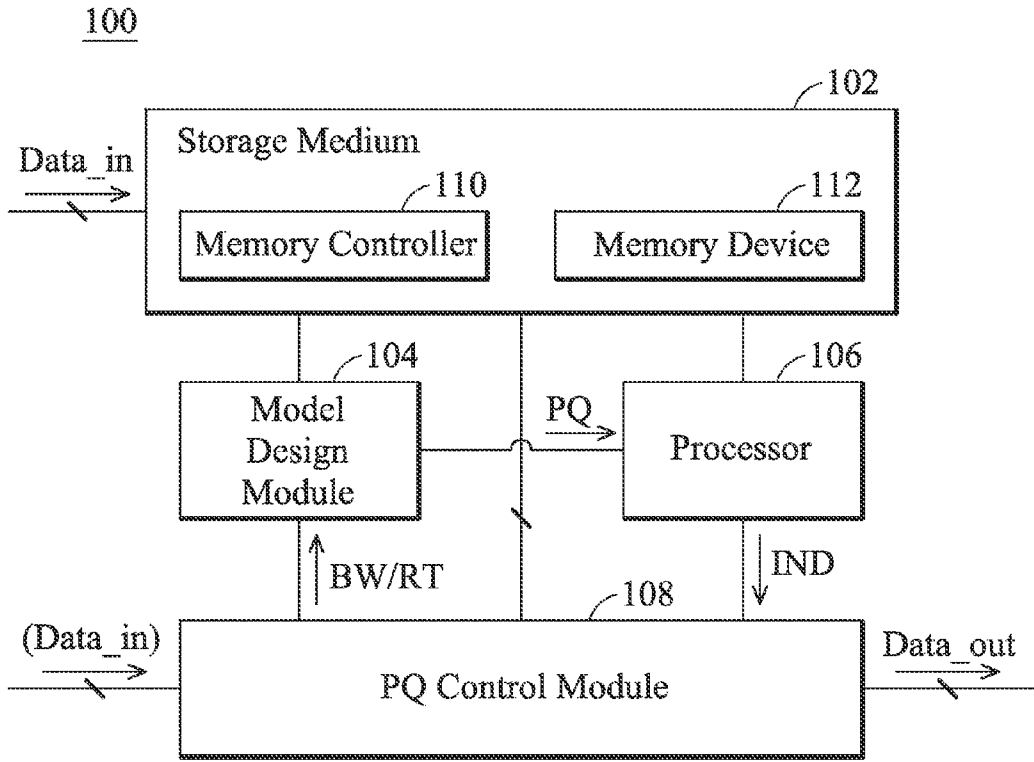 100
102
Storage Medium
Data_in
110
112
Memory Controller
Memory Device
104
106
Model
Design
Module
PQ
Processor
BW/RT
IND
108
(Data_in)
Data_out
PQ Control Module